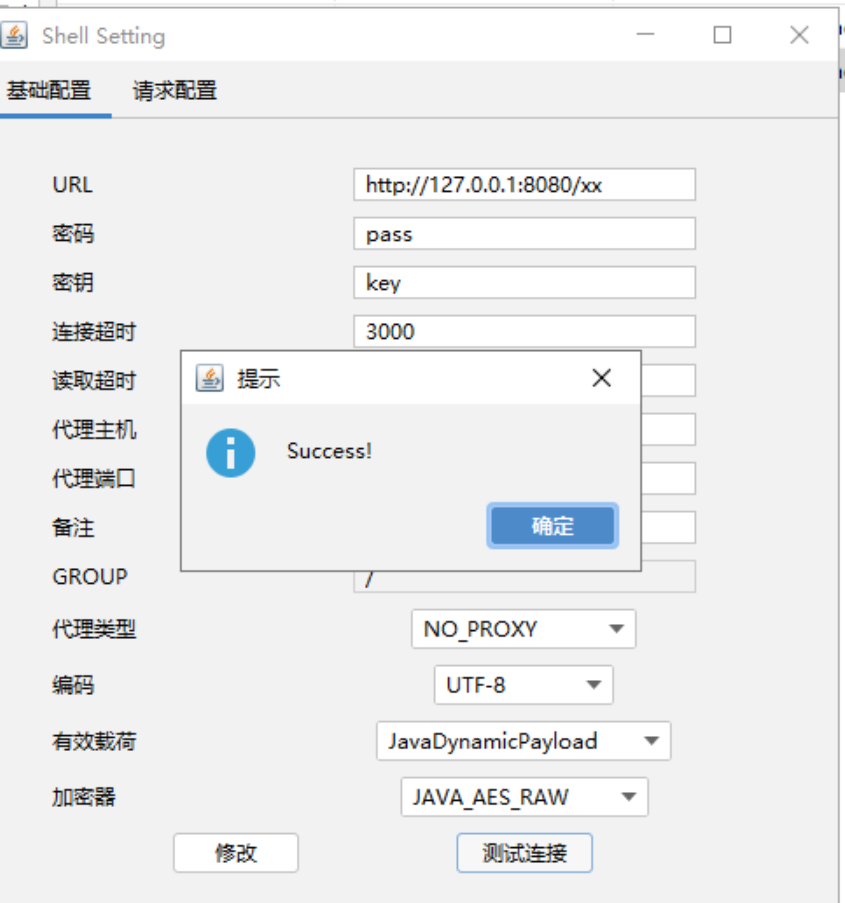 Shell Setting
基础配置 请求配置
URL http://127.0.0.1:8080/xx
密码 pass
密钥 key
连接超时 3000
读取超时
提示
代理主机
Success!
代理端口
备注
确定
GROUP /
代理类型 NO_PROXY
编码 UTF-8
有效载荷 JavaDynamicPayload
加密器 JAVA_AES_RAW
修改 测试连接